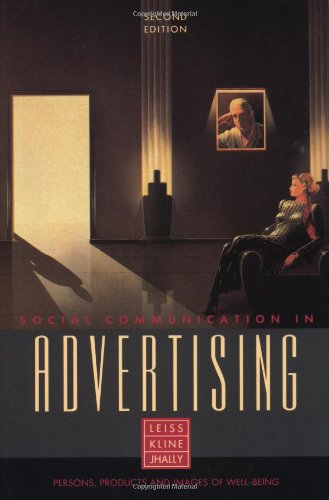 SECOND
EDITION
SOCIAL COMMUNICATION IN
ADVERTISING
LEISS
KLINE
JHALLY
PERSONS, PRODUCTS AND IMAGES OF WELL-BEING